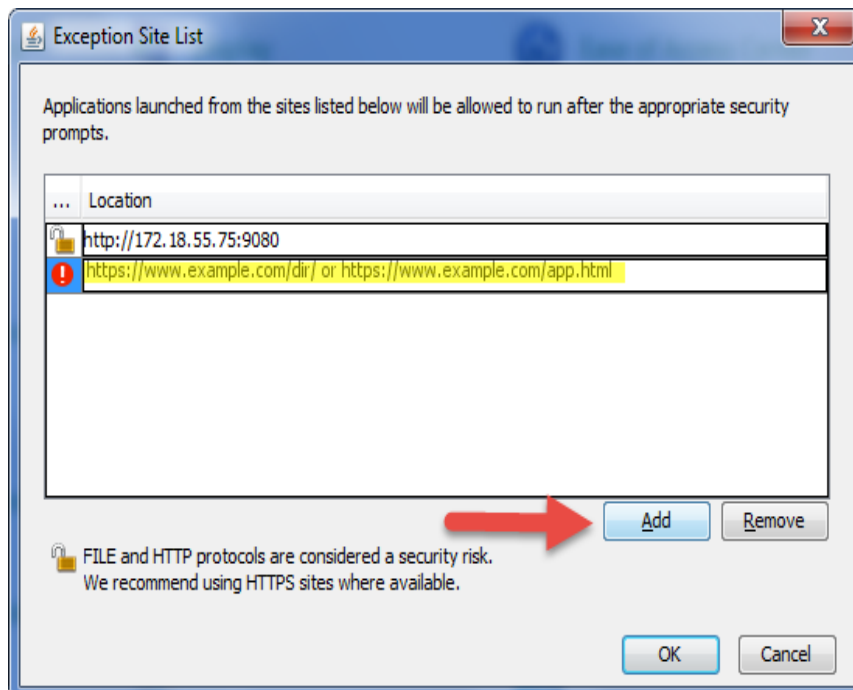 Exception Site List
X
Applications launched from the sites listed below will be allowed to run after the appropriate security
prompts.
... Location
http://172.18.55.75:9080
https://www.example.com/dir/ or https://www.example.com/app.html
Add Remove
FILE and HTTP protocols are considered a security risk.
We recommend using HTTPS sites where available.
OK Cancel